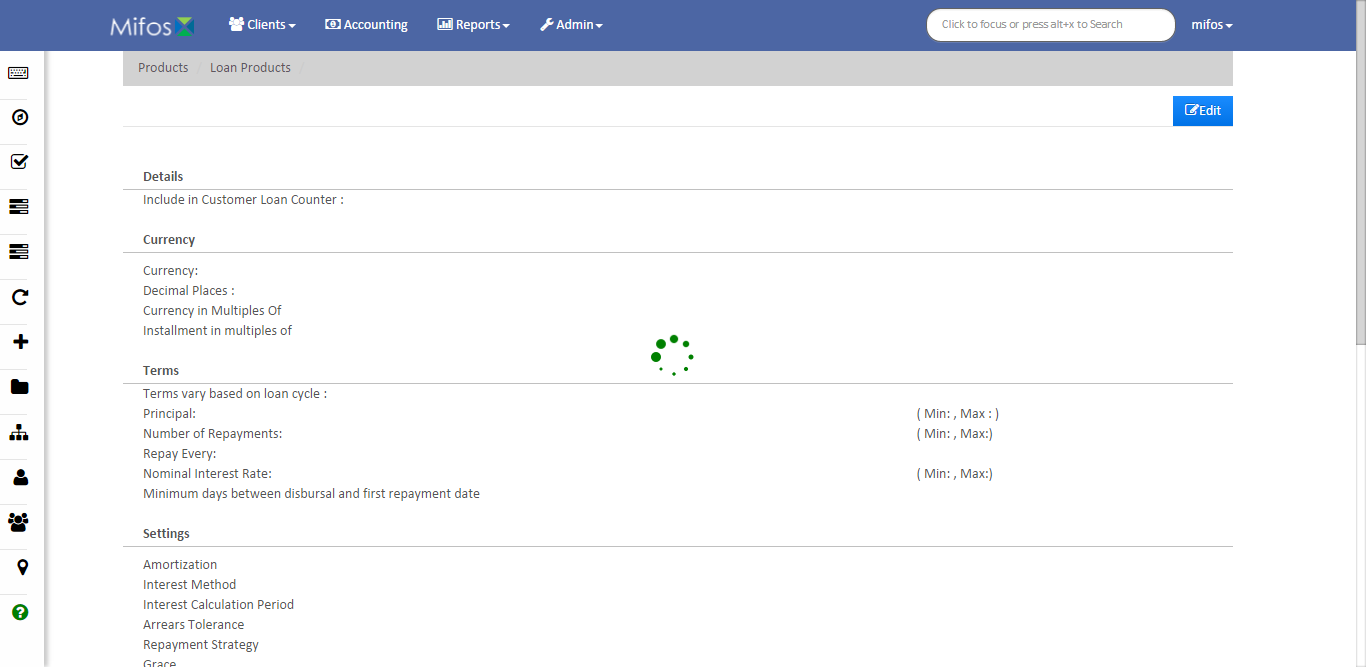 Mifos Clients Accounting Reports Admin Click to focus or press alt+x to Search mifos
Products / Loan Products /
Edit
Details
Include in Customer Loan Counter :
Currency
Currency:
Decimal Places :
Currency in Multiples Of
Installment in multiples of
Terms
Terms vary based on loan cycle :
Principal: ( Min: , Max : )
Number of Repayments: ( Min: , Max:)
Repay Every:
Nominal Interest Rate: ( Min: , Max:)
Minimum days between disbursal and first repayment date
Settings
Amortization
Interest Method
Interest Calculation Period
Arrears Tolerance
Repayment Strategy
Grace